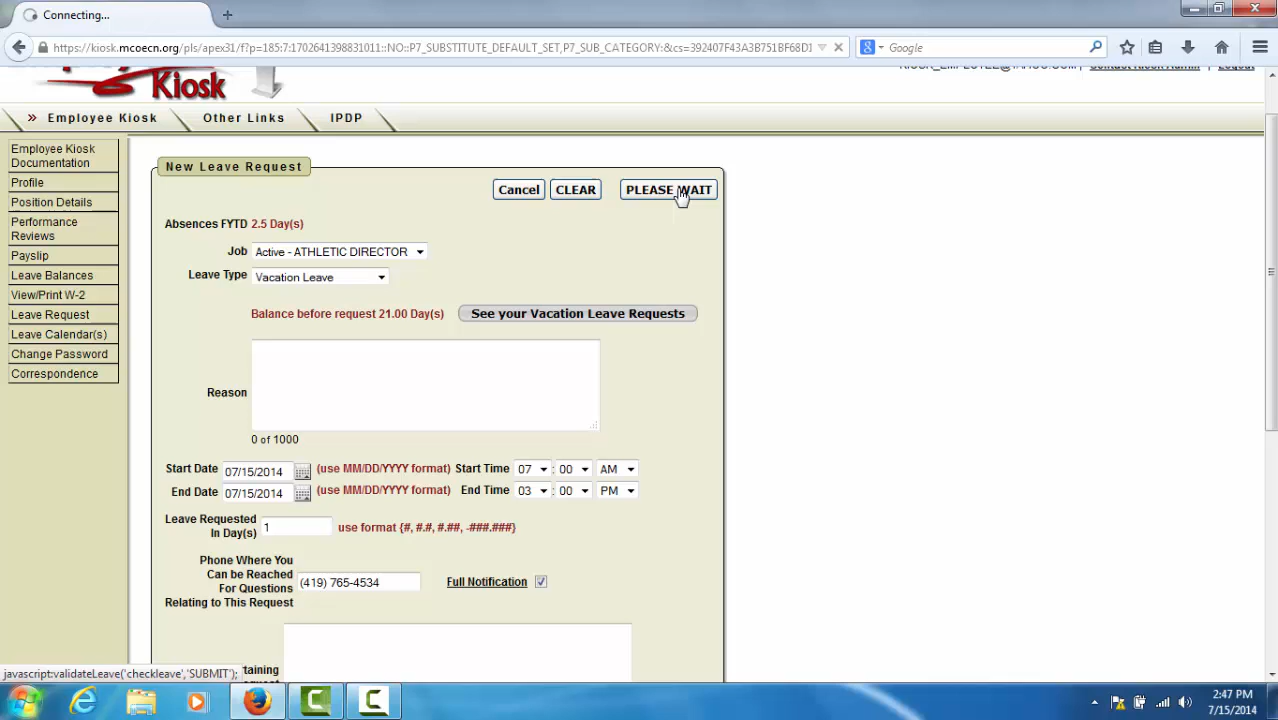 Connecting...
https://kiosk.mcoecn.org/pls/apex31/f?p=185:7:1702641398831011::NO::P7_SUBSTITUTE_DEFAULT_SET,P7_SUB_CATEGORY:&cs=392407F4A3B751BF68D1
Google
Kiosk
Contact Kiosk Admin
Logout
Employee Kiosk
Other Links
IPDP
Employee Kiosk
Documentation
Profile
Position Details
Performance
Reviews
Payslip
Leave Balances
View/Print W-2
Leave Request
Leave Calendar(s)
Change Password
Correspondence
New Leave Request
Cancel
CLEAR
PLEASE WAIT
Absences FYTD 2.5 Day(s)
Job Active - ATHLETIC DIRECTOR
Leave Type Vacation Leave
Balance before request 21.00 Day(s)
See your Vacation Leave Requests
Reason
0 of 1000
Start Date 07/15/2014 (use MM/DD/YYYY format) Start Time 07 : 00 AM
End Date 07/15/2014 (use MM/DD/YYYY format) End Time 03 : 00 PM
Leave Requested
In Day(s) 1 use format {#, #.#, #.##, -###.###}
Phone Where You
Can be Reached
For Questions
Relating to This Request
(419) 765-4534
Full Notification
javascript:validateLeave('checkleave','SUBMIT');
2:47 PM
7/15/2014